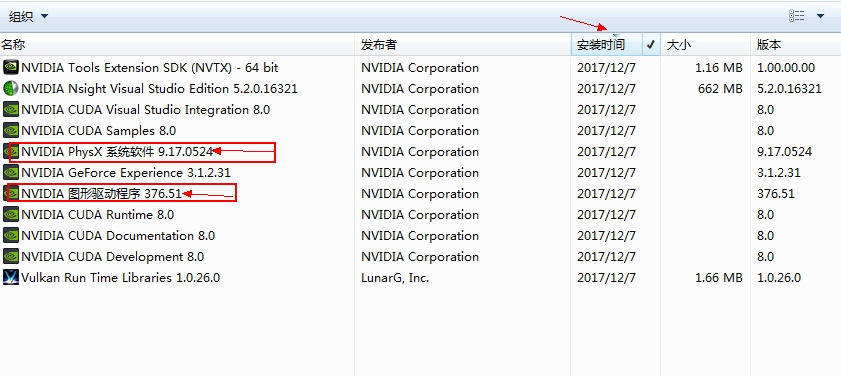 组织
名称 发布者 安装时间 大小 版本
NVIDIA Tools Extension SDK (NVTX) - 64 bit NVIDIA Corporation 2017/12/7 1.16 MB 1.00.00.00
NVIDIA Nsight Visual Studio Edition 5.2.0.16321 NVIDIA Corporation 2017/12/7 662 MB 5.2.0.16321
NVIDIA CUDA Visual Studio Integration 8.0 NVIDIA Corporation 2017/12/7 8.0
NVIDIA CUDA Samples 8.0 NVIDIA Corporation 2017/12/7 8.0
NVIDIA PhysX 系统软件 9.17.0524 NVIDIA Corporation 2017/12/7 9.17.0524
NVIDIA GeForce Experience 3.1.2.31 NVIDIA Corporation 2017/12/7 3.1.2.31
NVIDIA 图形驱动程序 376.51 NVIDIA Corporation 2017/12/7 376.51
NVIDIA CUDA Runtime 8.0 NVIDIA Corporation 2017/12/7 8.0
NVIDIA CUDA Documentation 8.0 NVIDIA Corporation 2017/12/7 8.0
NVIDIA CUDA Development 8.0 NVIDIA Corporation 2017/12/7 8.0
Vulkan Run Time Libraries 1.0.26.0 LunarG, Inc. 2017/12/7 1.66 MB 1.0.26.0